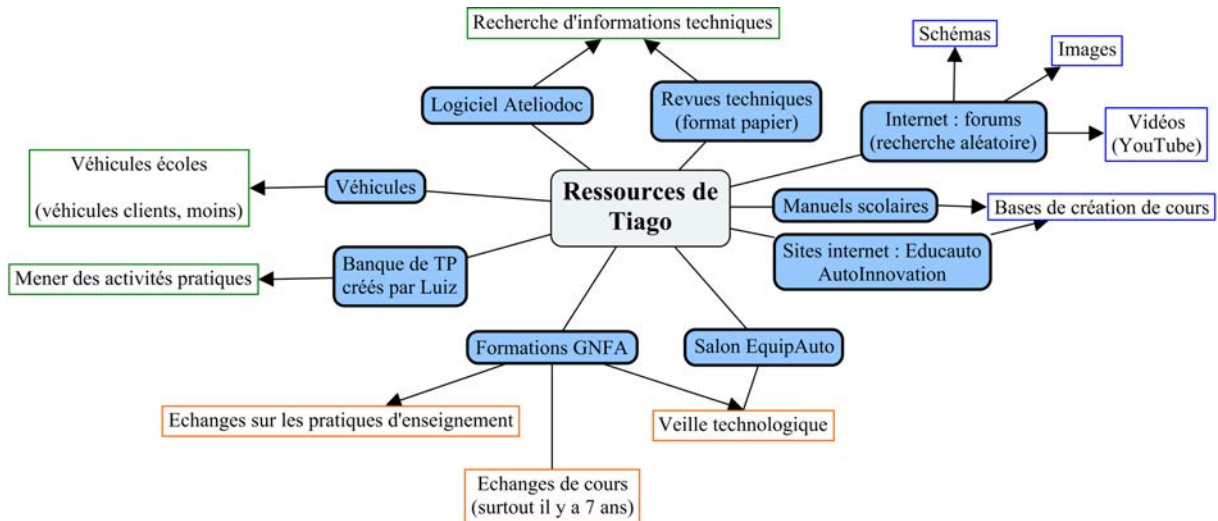 Recherche d'informations techniques
Schémas
Images
Logiciel Ateliodoc
Revues techniques
(format papier)
Internet : forums
(recherche aléatoire)
Vidéos
(YouTube)
Véhicules écoles
(véhicules clients, moins)
Véhicules
Ressources de
Tiago
Manuels scolaires
Bases de création de cours
Sites internet : Educauto
AutoInnovation
Mener des activités pratiques
Banque de TP
créés par Luiz
Formations GNFA
Salon EquipAuto
Echanges sur les pratiques d'enseignement
Veille technologique
Echanges de cours
(surtout il y a 7 ans)